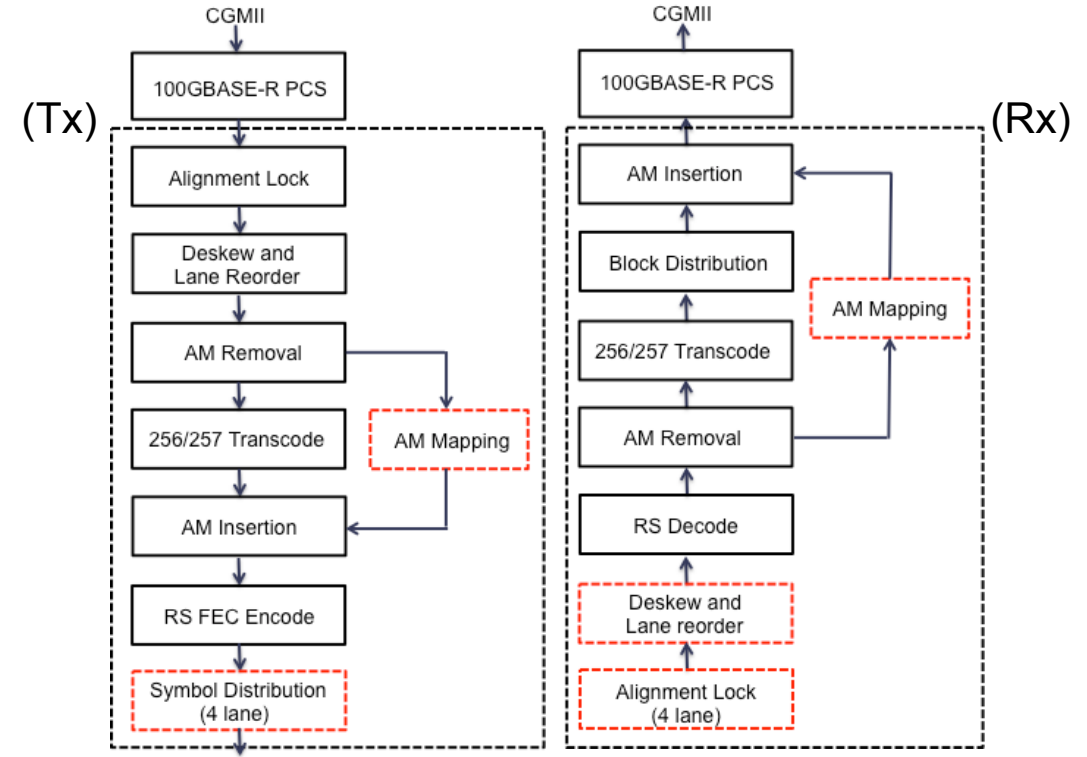 CGMII
100GBASE-R PCS
(Tx)
Alignment Lock
Deskew and
Lane Reorder
AM Removal
256/257 Transcode
AM Mapping
AM Insertion
RS FEC Encode
Symbol Distribution
(4 lane)
CGMII
100GBASE-R PCS
(Rx)
AM Insertion
Block Distribution
AM Mapping
256/257 Transcode
AM Removal
RS Decode
Deskew and
Lane reorder
Alignment Lock
(4 lane)